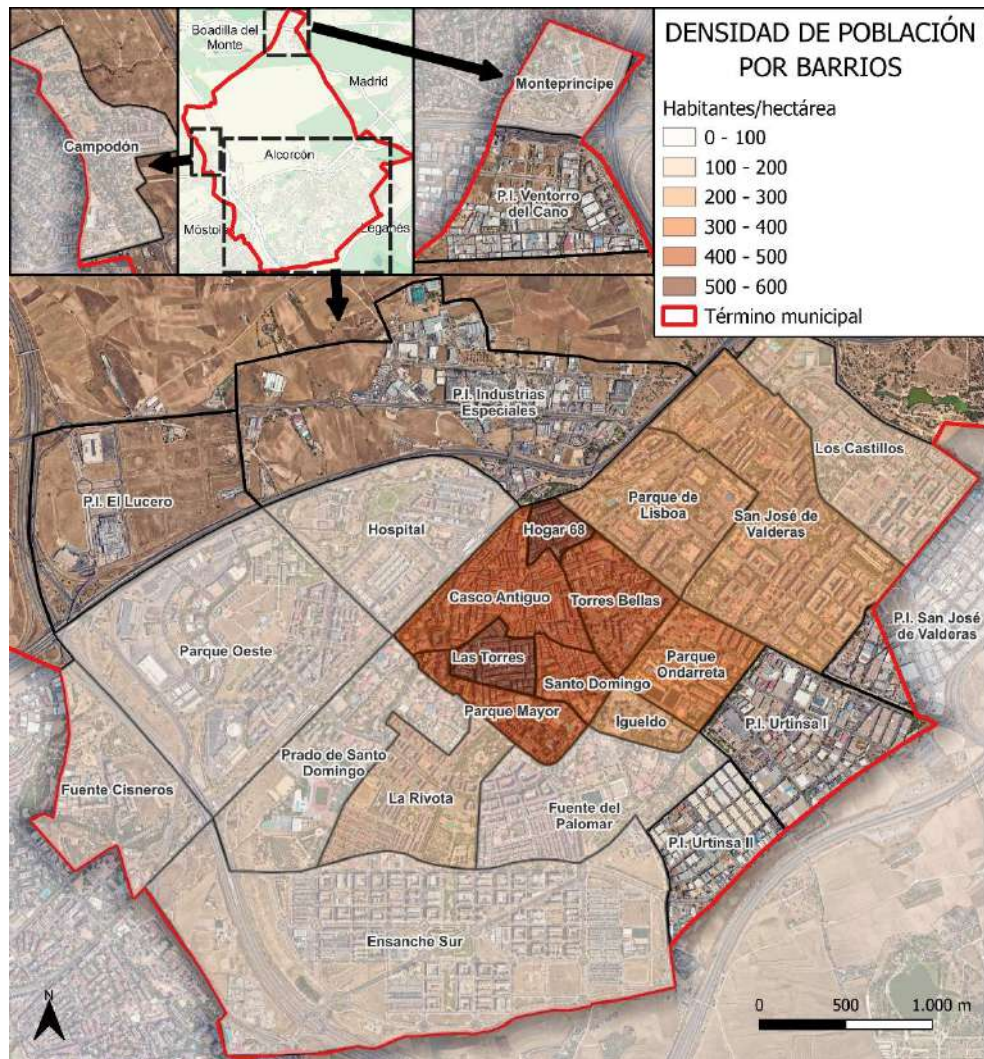 DENSIDAD DE POBLACIÓN
POR BARRIOS
Habitantes/hectárea
0 - 100
100 - 200
200 - 300
300 - 400
400 - 500
500 - 600
Término municipal
Campodón
Boadilla del
Monte
Madrid
Alcorcón
Móstol
Leganés
Montepríncipe
P.I. Ventorro
del Cano
P.I. Industrias
Especiales
P.I. El Lucero
Hospital
Hogar 68
Parque de
Lisboa
Los Castillos
San José de
Valderas
Casco Antiguo
Torres Bellas
P.I. San José
de Valderas
Parque Oeste
Las Torres
Parque
Ondarreta
Santo Domingo
Parque Mayor
Igueldo
P.I. Urtinsa I
Fuente Cisneros
Prado de Santo
Domingo
La Rivota
Fuente del
Palomar
P.I. Urtinsa II
Ensanche Sur
N
0 500 1.000 m